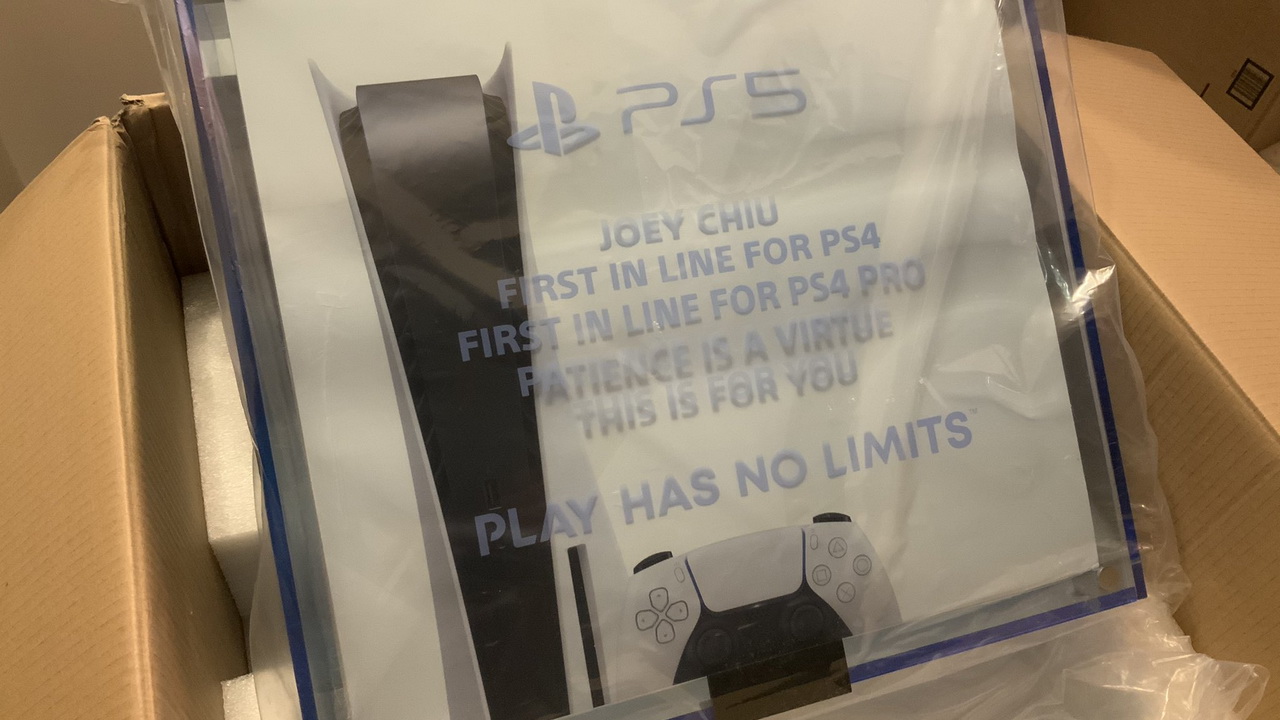 PS5
JOEY CHIU
FIRST IN LINE FOR PS4
FIRST IN LINE FOR PS4 PRO
PATIENCE IS A VIRTUE
THIS IS FOR YOU
PLAY HAS NO LIMITS™